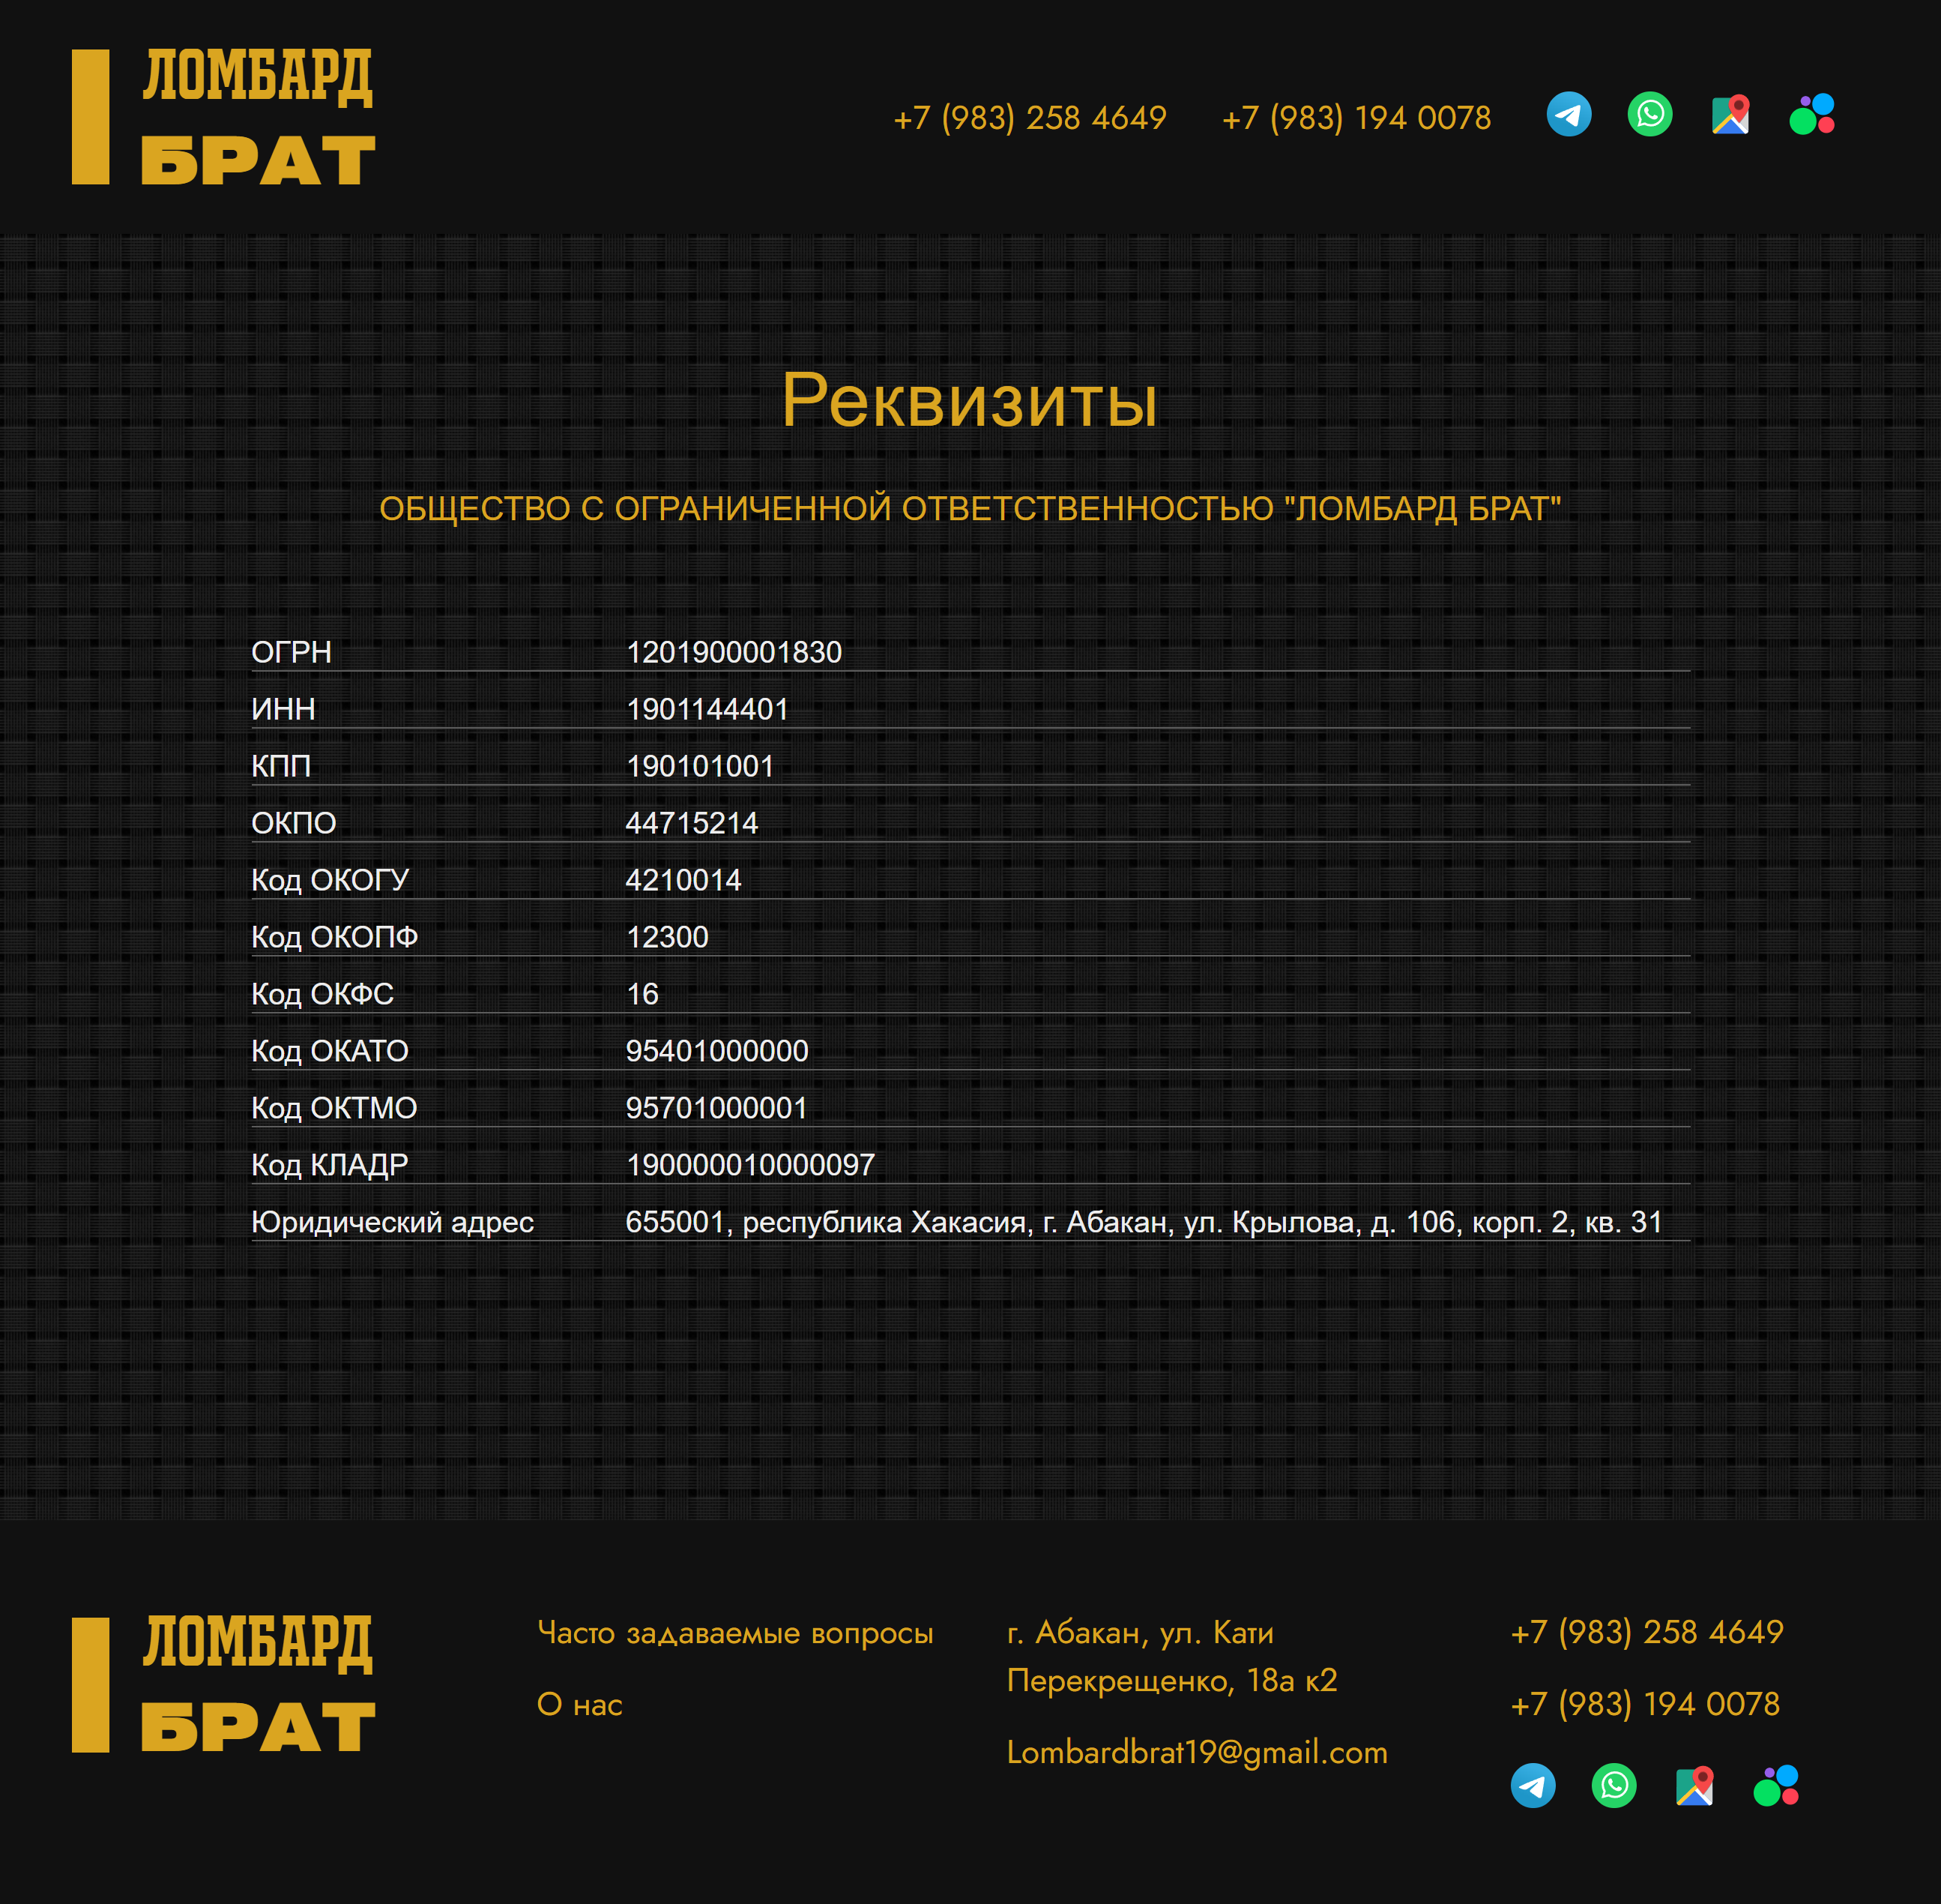 ЛОМБАРД
БРАТ
+7 (983) 258 4649 +7 (983) 194 0078
Реквизиты
ОБЩЕСТВО С ОГРАНИЧЕННОЙ ОТВЕТСТВЕННОСТЬЮ "ЛОМБАРД БРАТ"
ОГРН 1201900001830
ИНН 1901144401
КПП 190101001
ОКПО 44715214
Код ОКОГУ 4210014
Код ОКОПФ 12300
Код ОКФС 16
Код ОКАТО 95401000000
Код ОКТМО 95701000001
Код КЛАДР 190000010000097
Юридический адрес 655001, республика Хакасия, г. Абакан, ул. Крылова, д. 106, корп. 2, кв. 31
ЛОМБАРД
БРАТ
Часто задаваемые вопросы
О нас
г. Абакан, ул. Кати
Перекрещенко, 18а к2
Lombardbrat19@gmail.com
+7 (983) 258 4649
+7 (983) 194 0078